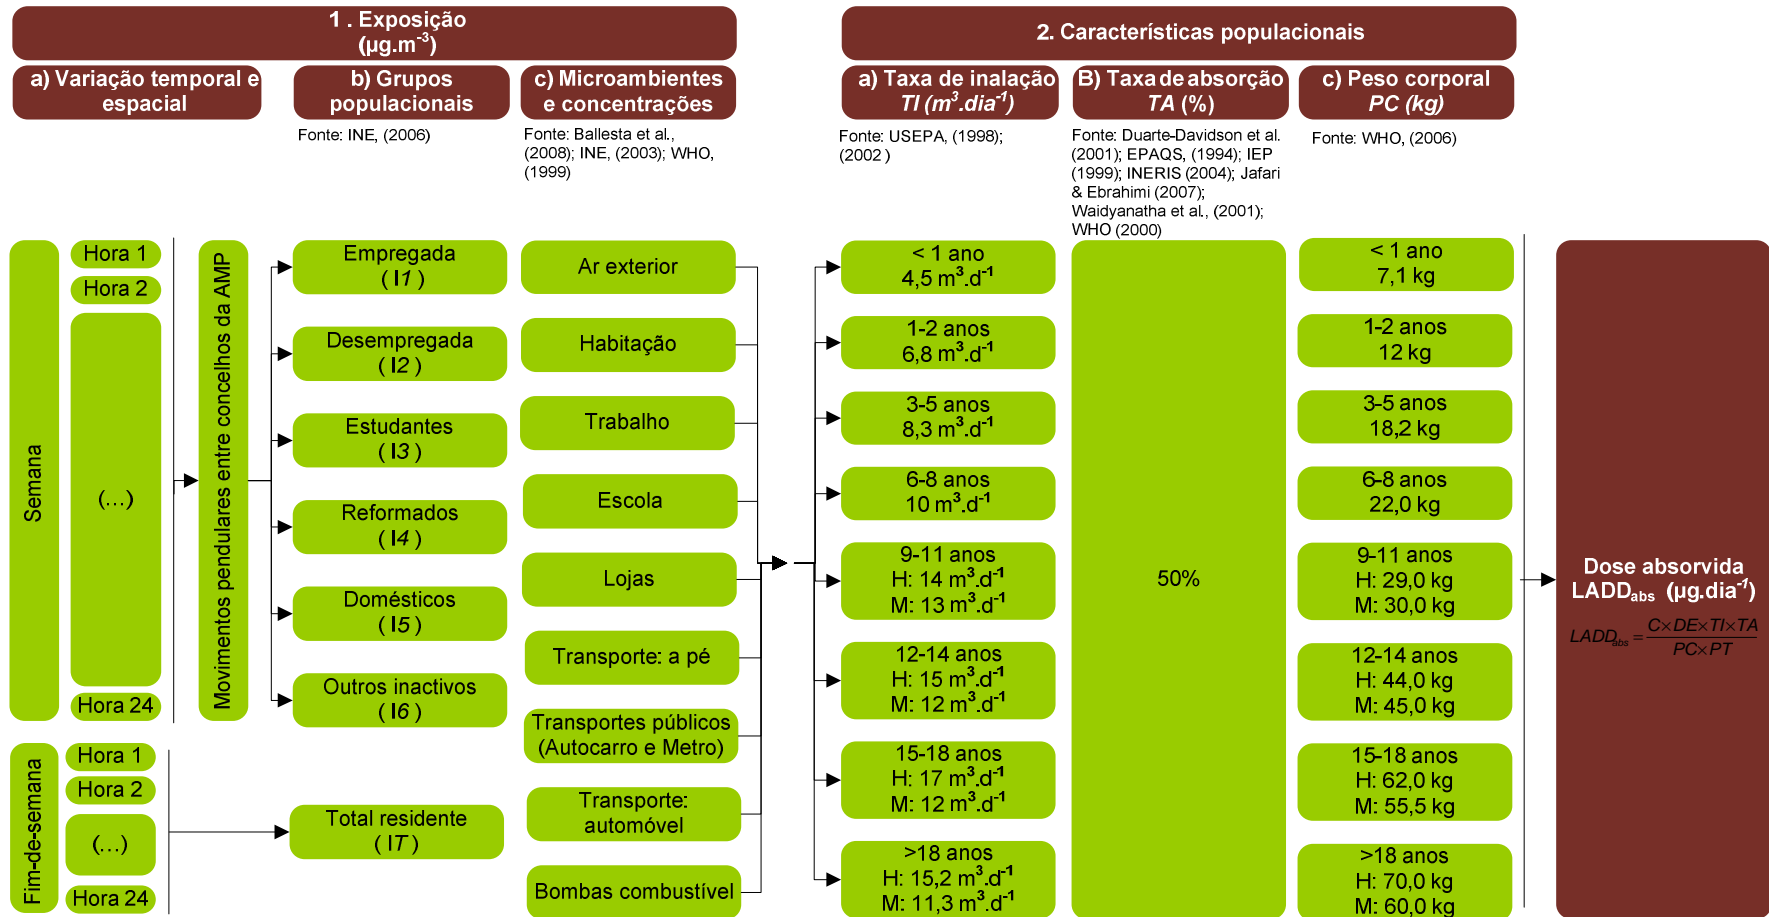 1 . Exposição
(µg.m⁻³)
2. Características populacionais
a) Variação temporal e
espacial
b) Grupos
populacionais
c) Microambientes
e concentrações
a) Taxa de inalação
TI (m³.dia⁻¹)
B) Taxa de absorção
TA (%)
c) Peso corporal
PC (kg)
Fonte: INE, (2006)
Fonte: Ballesta et al.,
(2008); INE, (2003); WHO,
(1999)
Fonte: USEPA, (1998);
(2002 )
Fonte: Duarte-Davidson et al.
(2001); EPAQS, (1994); IEP
(1999); INERIS (2004); Jafari
& Ebrahimi (2007);
Waidyanatha et al., (2001);
WHO (2000)
Fonte: WHO, (2006)
Semana
Hora 1
Hora 2
(…)
Hora 24
Fim-de-semana
Hora 1
Hora 2
(…)
Hora 24
Movimentos pendulares entre concelhos da AMP
Empregada
( I1 )
Desempregada
( I2 )
Estudantes
( I3 )
Reformados
( I4 )
Domésticos
( I5 )
Outros inactivos
( I6 )
Total residente
( IT )
Ar exterior
Habitação
Trabalho
Escola
Lojas
Transporte: a pé
Transportes públicos
(Autocarro e Metro)
Transporte:
automóvel
Bombas combustível
< 1 ano
4,5 m³.d⁻¹
1-2 anos
6,8 m³.d⁻¹
3-5 anos
8,3 m³.d⁻¹
6-8 anos
10 m³.d⁻¹
9-11 anos
H: 14 m³.d⁻¹
M: 13 m³.d⁻¹
12-14 anos
H: 15 m³.d⁻¹
M: 12 m³.d⁻¹
15-18 anos
H: 17 m³.d⁻¹
M: 12 m³.d⁻¹
>18 anos
H: 15,2 m³.d⁻¹
M: 11,3 m³.d⁻¹
50%
< 1 ano
7,1 kg
1-2 anos
12 kg
3-5 anos
18,2 kg
6-8 anos
22,0 kg
9-11 anos
H: 29,0 kg
M: 30,0 kg
12-14 anos
H: 44,0 kg
M: 45,0 kg
15-18 anos
H: 62,0 kg
M: 55,5 kg
>18 anos
H: 70,0 kg
M: 60,0 kg
Dose absorvida
LADDabs (µg.dia⁻¹)
LADDabs = C×DE×TI×TA
PC×PT